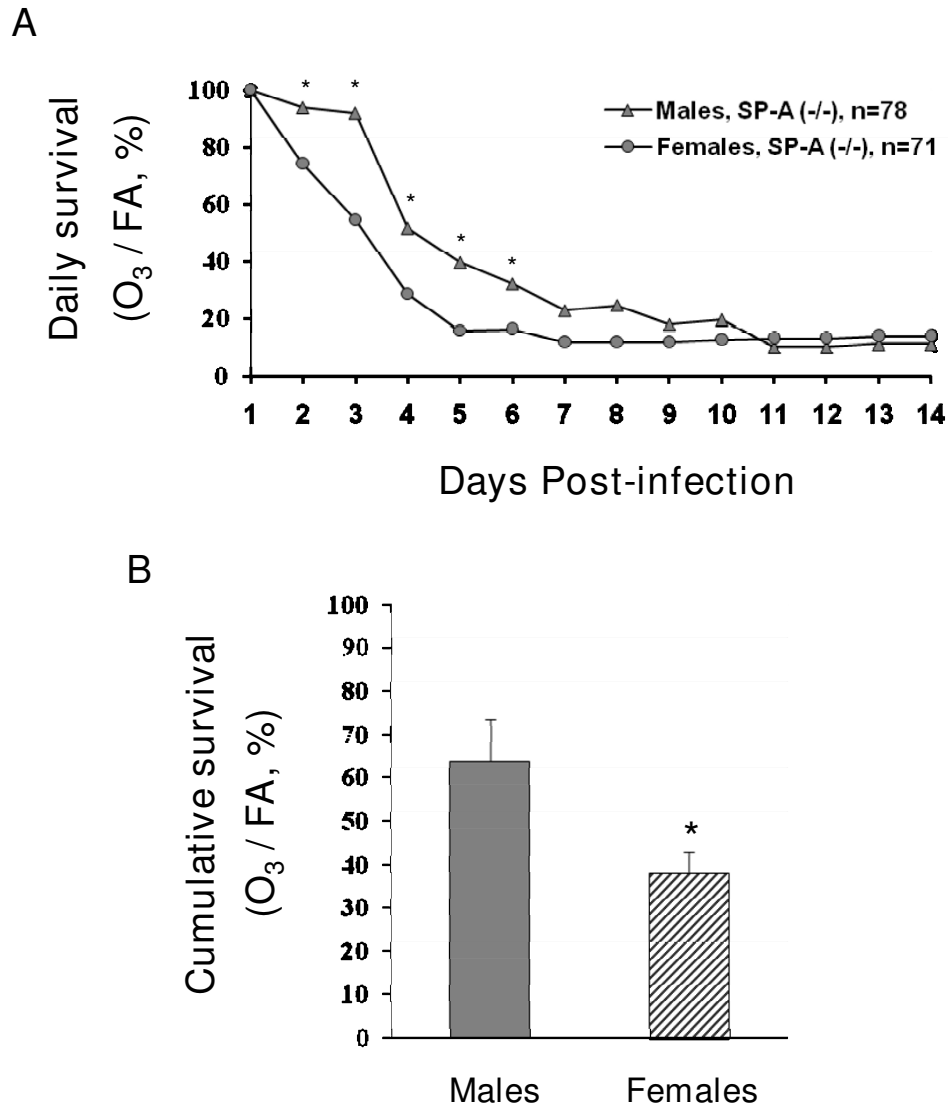 A
Daily survival
(O₃ / FA, %)
100
80
60
40
20
0
* * * * *
Males, SP-A (-/-), n=78
Females, SP-A (-/-), n=71
1 2 3 4 5 6 7 8 9 10 11 12 13 14
Days Post-infection
B
Cumulative survival
(O₃ / FA, %)
100
90
80
70
60
50
40
30
20
10
0
*
Males Females